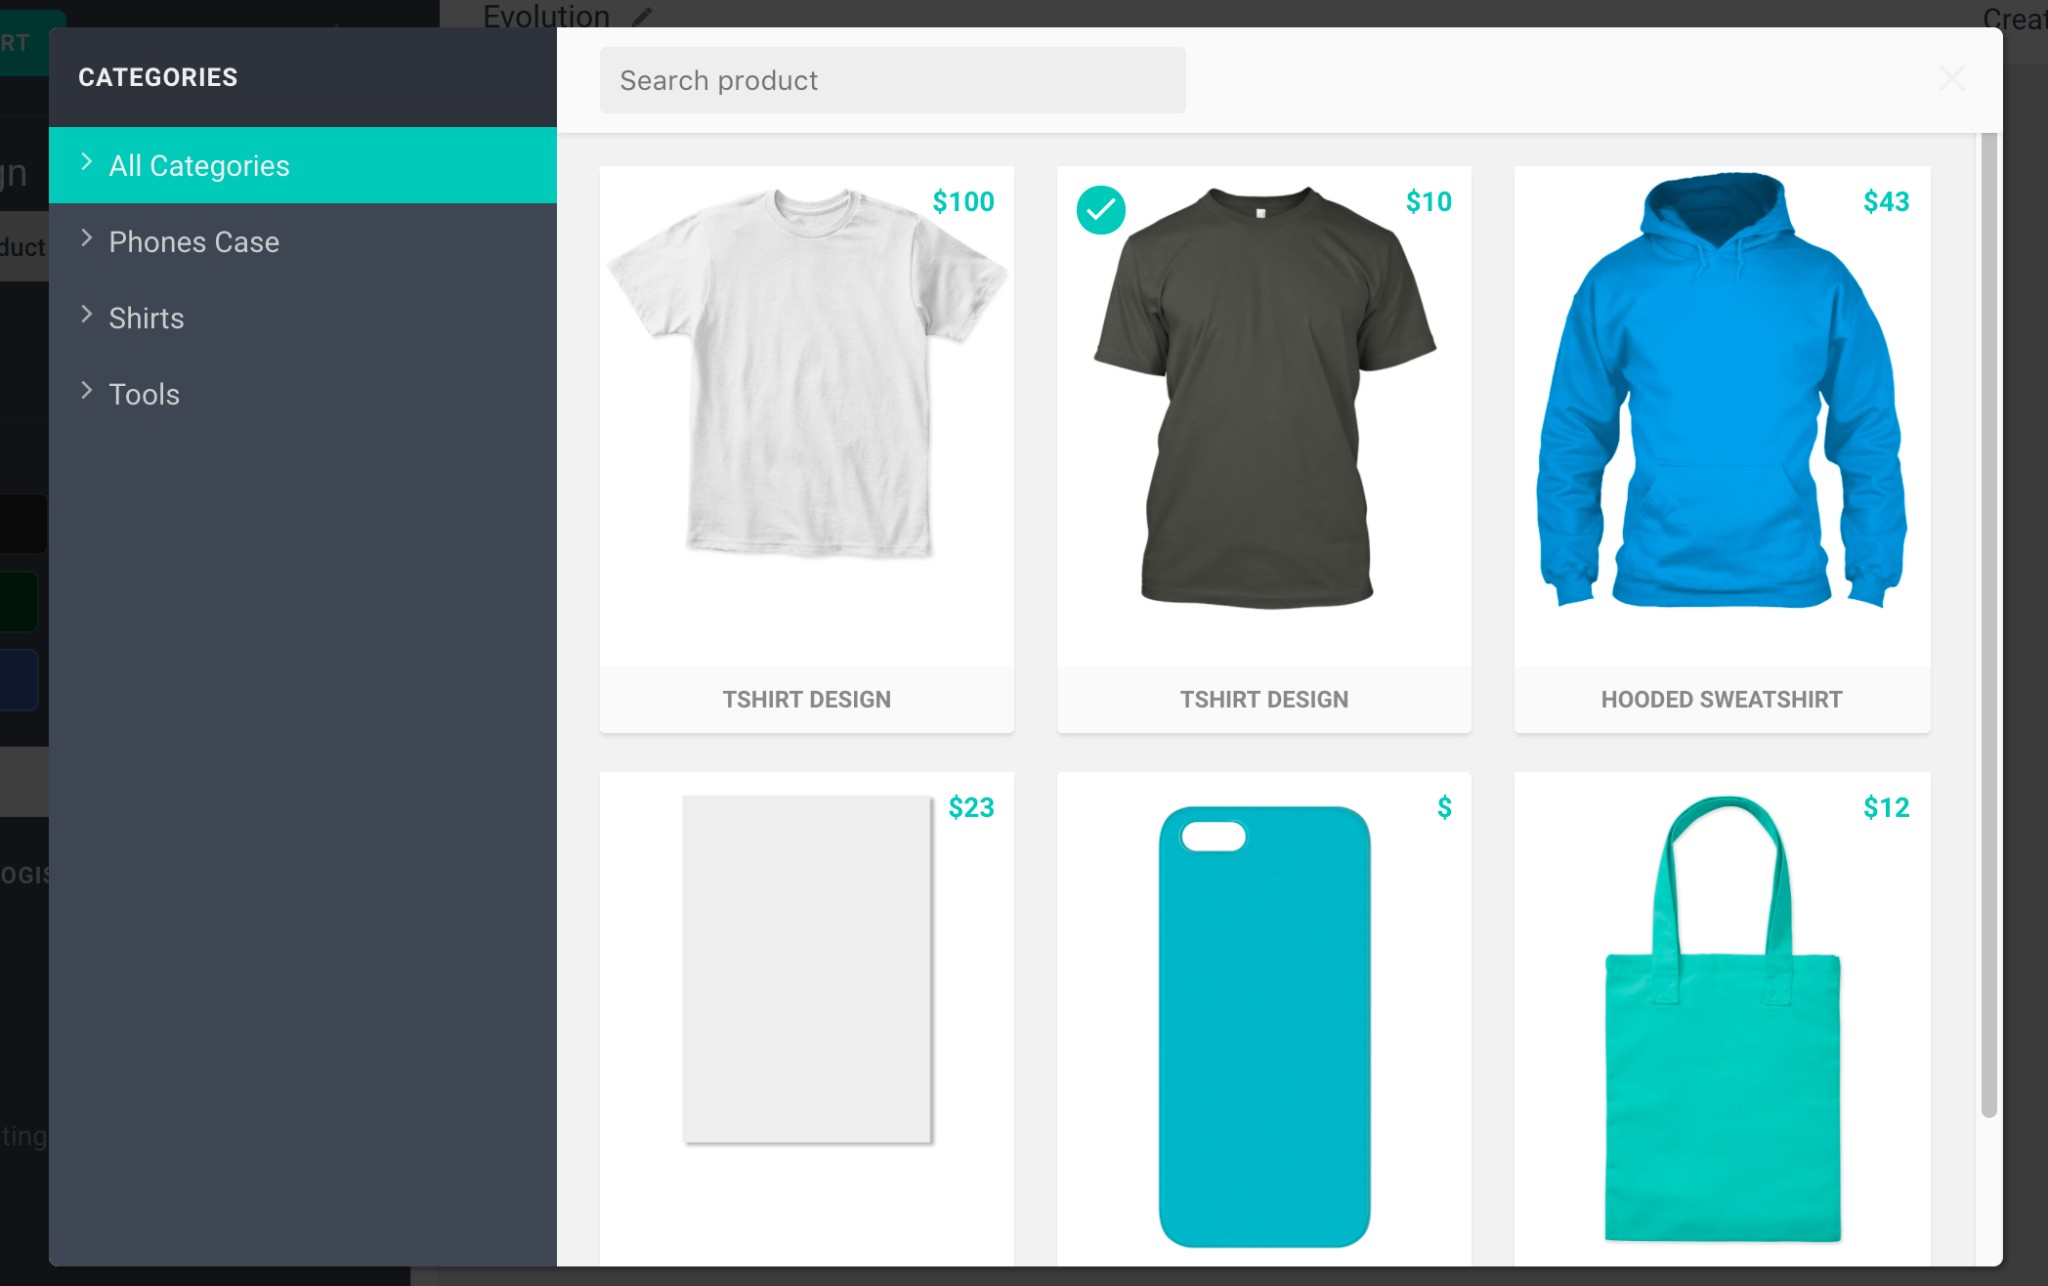 Evolution
RT
CATEGORIES
All Categories
Phones Case
Shirts
Tools
Search product
$100
TSHIRT DESIGN
$10
TSHIRT DESIGN
$43
HOODED SWEATSHIRT
$23
$
$12
gn
duct
OGIS
ting
Creat